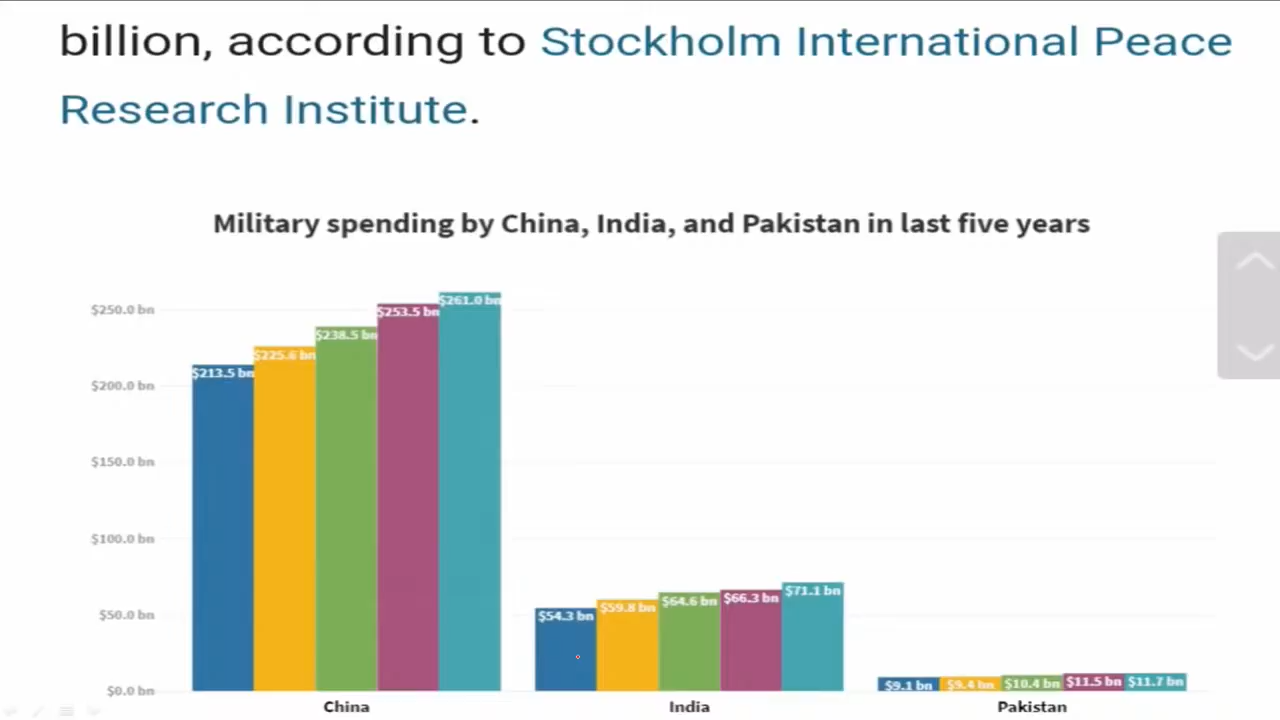 billion, according to Stockholm International Peace
Research Institute.
Military spending by China, India, and Pakistan in last five years
$250.0 bn
$200.0 bn
$150.0 bn
$100.0 bn
$50.0 bn
$0.0 bn
$213.5 bn
$225.6 bn
$238.5 bn
$253.5 bn
$261.0 bn
$54.3 bn
$59.8 bn
$64.6 bn
$66.3 bn
$71.1 bn
$9.1 bn
$9.4 bn
$10.4 bn
$11.5 bn
$11.7 bn
China
India
Pakistan